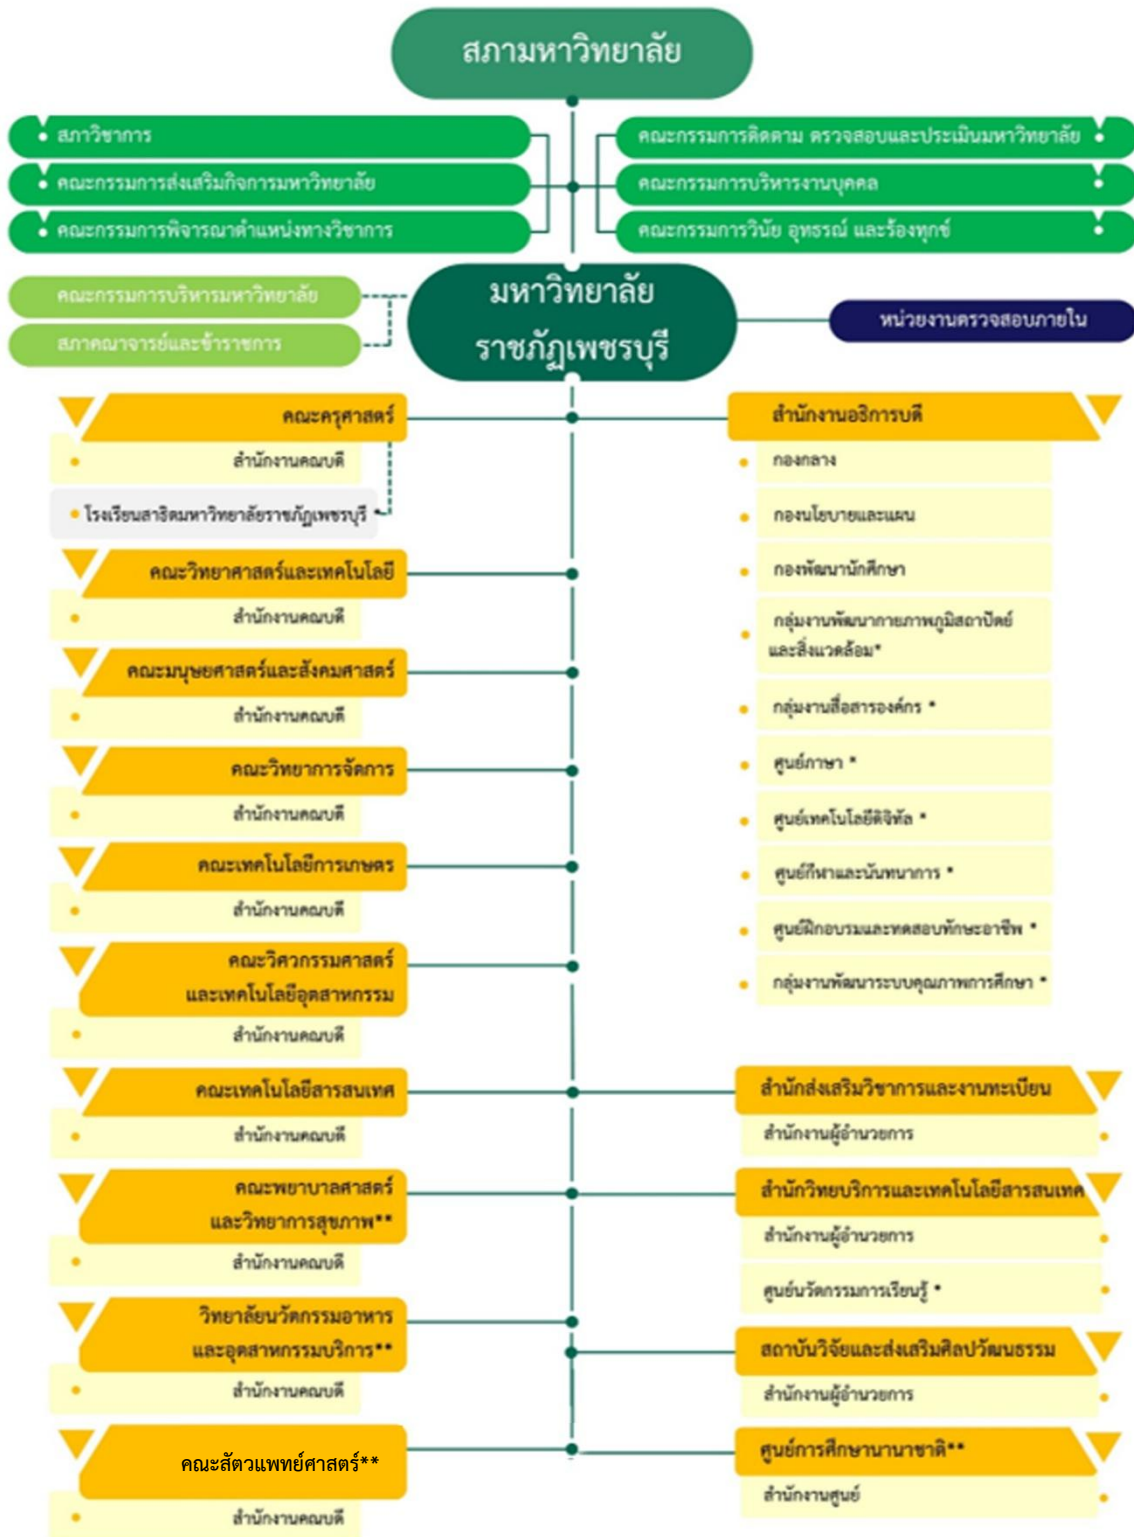 สภามหาวิทยาลัย
สภาวิชาการ
คณะกรรมการส่งเสริมกิจการมหาวิทยาลัย
คณะกรรมการพิจารณาตำแหน่งทางวิชาการ
คณะกรรมการติดตาม ตรวจสอบและประเมินมหาวิทยาลัย
คณะกรรมการบริหารงานบุคคล
คณะกรรมการวินัย อุทธรณ์ และร้องทุกข์
คณะกรรมการบริหารมหาวิทยาลัย
สภาคณาจารย์และข้าราชการ
มหาวิทยาลัย
ราชภัฏเพชรบุรี
หน่วยงานตรวจสอบภายใน
คณะครุศาสตร์
สำนักงานคณบดี
โรงเรียนสาธิตมหาวิทยาลัยราชภัฏเพชรบุรี *
คณะวิทยาศาสตร์และเทคโนโลยี
สำนักงานคณบดี
คณะมนุษยศาสตร์และสังคมศาสตร์
สำนักงานคณบดี
คณะวิทยาการจัดการ
สำนักงานคณบดี
คณะเทคโนโลยีการเกษตร
สำนักงานคณบดี
คณะวิศวกรรมศาสตร์
และเทคโนโลยีอุตสาหกรรม
สำนักงานคณบดี
คณะเทคโนโลยีสารสนเทศ
สำนักงานคณบดี
คณะพยาบาลศาสตร์
และวิทยาการสุขภาพ**
สำนักงานคณบดี
วิทยาลัยนวัตกรรมอาหาร
และอุตสาหกรรมบริการ**
สำนักงานคณบดี
คณะสัตวแพทย์ศาสตร์**
สำนักงานคณบดี
สำนักงานอธิการบดี
กองกลาง
กองนโยบายและแผน
กองพัฒนานักศึกษา
กลุ่มงานพัฒนากายภาพภูมิสถาปัตย์
และสิ่งแวดล้อม*
กลุ่มงานสื่อสารองค์กร *
ศูนย์ภาษา *
ศูนย์เทคโนโลยีดิจิทัล *
ศูนย์กีฬาและนันทนาการ *
ศูนย์ฝึกอบรมและทดสอบทักษะอาชีพ *
กลุ่มงานพัฒนาระบบคุณภาพการศึกษา *
สำนักส่งเสริมวิชาการและงานทะเบียน
สำนักงานผู้อำนวยการ
สำนักวิทยบริการและเทคโนโลยีสารสนเทศ
สำนักงานผู้อำนวยการ
ศูนย์นวัตกรรมการเรียนรู้ *
สถาบันวิจัยและส่งเสริมศิลปวัฒนธรรม
สำนักงานผู้อำนวยการ
ศูนย์การศึกษานานาชาติ**
สำนักงานศูนย์